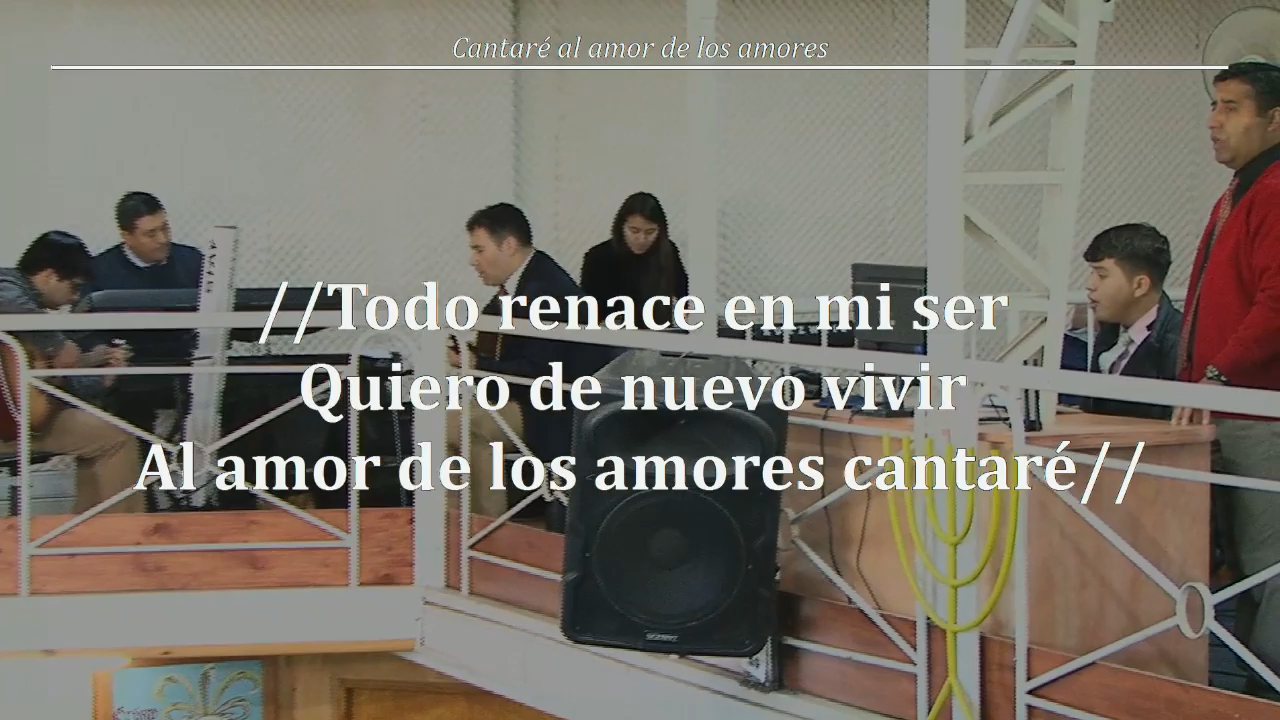 Cantaré al amor de los amores
//Todo renace en mi ser
Quiero de nuevo vivir
Al amor de los amores cantaré//